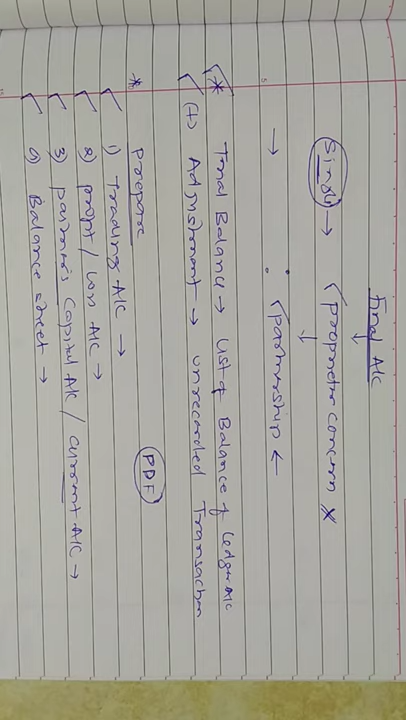 Final A/C
↓
Single → ( proprietor concern ✗
↓
→ • (partnership ←
* Trial Balance → List of Balance of Ledger A/c
(+) Adjustment → unrecorded Transaction
* Prepare PDF
1) Trading A/C →
2) profit / Loss A/C →
3) partner's Capital A/c / current A/C →
4) Balance sheet →